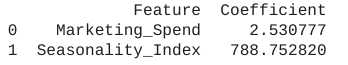 Feature Coefficient
0 Marketing_Spend 2.530777
1 Seasonality_Index 788.752820